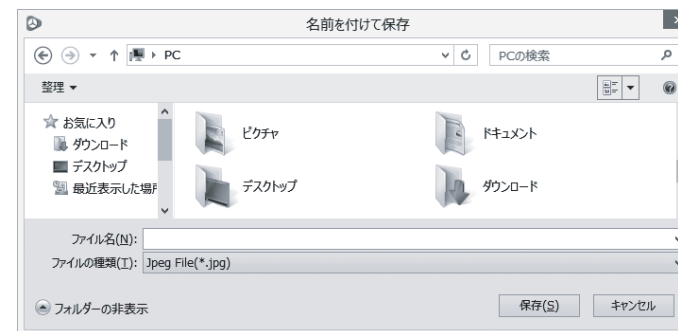 名前を付けて保存
PC
PCの検索
整理
お気に入り
ダウンロード
デスクトップ
最近表示した場所
ピクチャ
ドキュメント
デスクトップ
ダウンロード
ファイル名(N):
ファイルの種類(T): Jpeg File(*.jpg)
フォルダーの非表示
保存(S)
キャンセル